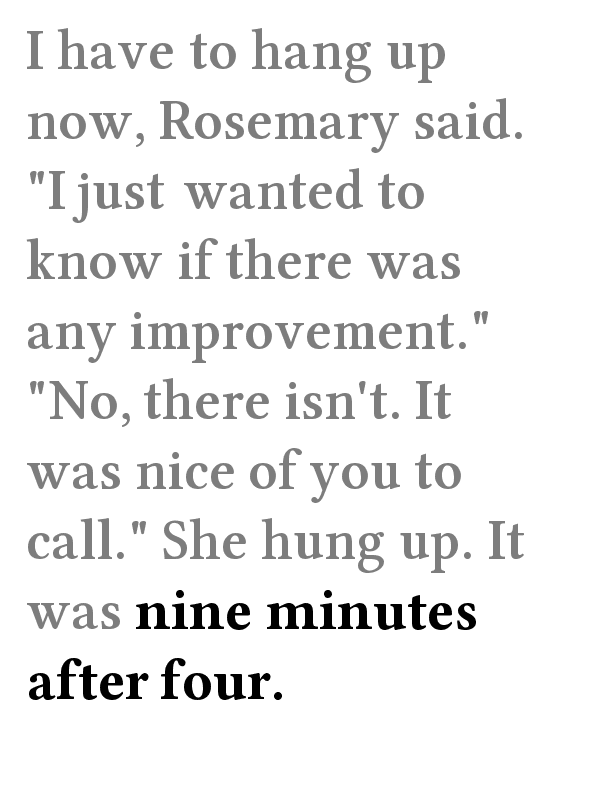 I have to hang up
now, Rosemary said.
"I just wanted to
know if there was
any improvement."
"No, there isn't. It
was nice of you to
call." She hung up. It
was nine minutes
after four.